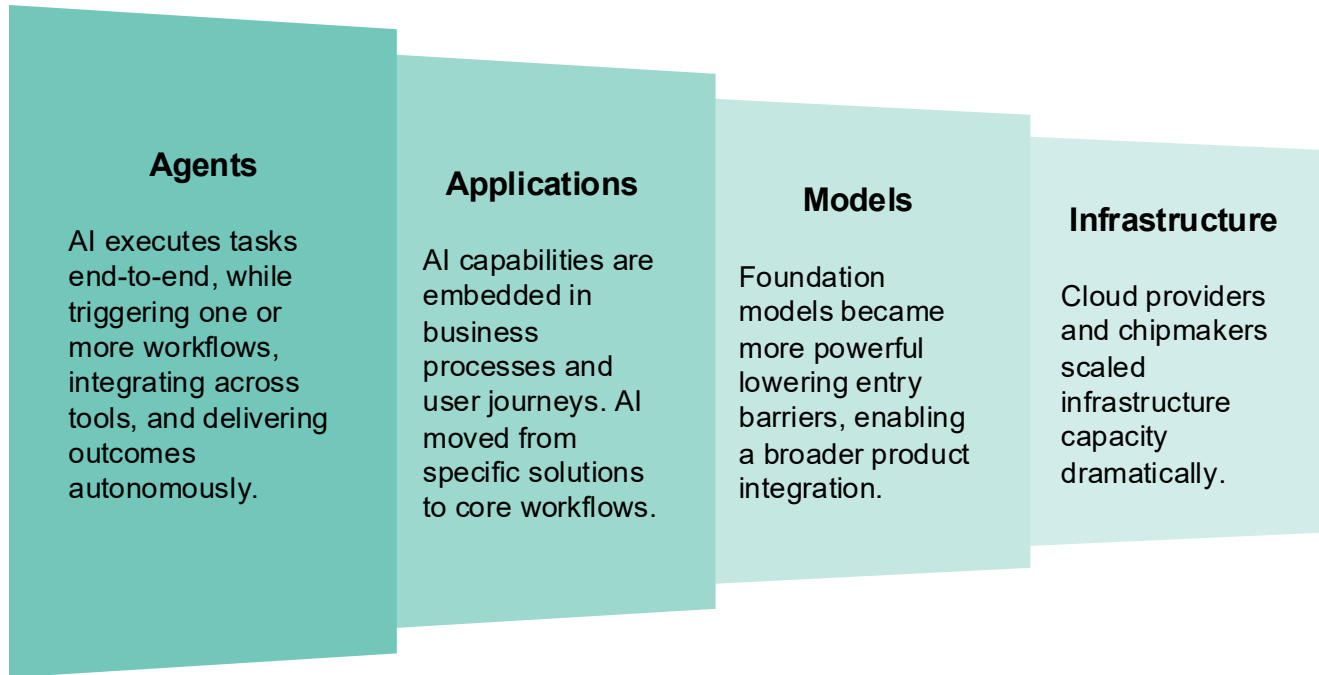 Agents
AI executes tasks
end-to-end, while
triggering one or
more workflows,
integrating across
tools, and delivering
outcomes
autonomously.
Applications
AI capabilities are
embedded in
business
processes and
user journeys. AI
moved from
specific solutions
to core workflows.
Models
Foundation
models became
more powerful
lowering entry
barriers, enabling
a broader product
integration.
Infrastructure
Cloud providers
and chipmakers
scaled
infrastructure
capacity
dramatically.